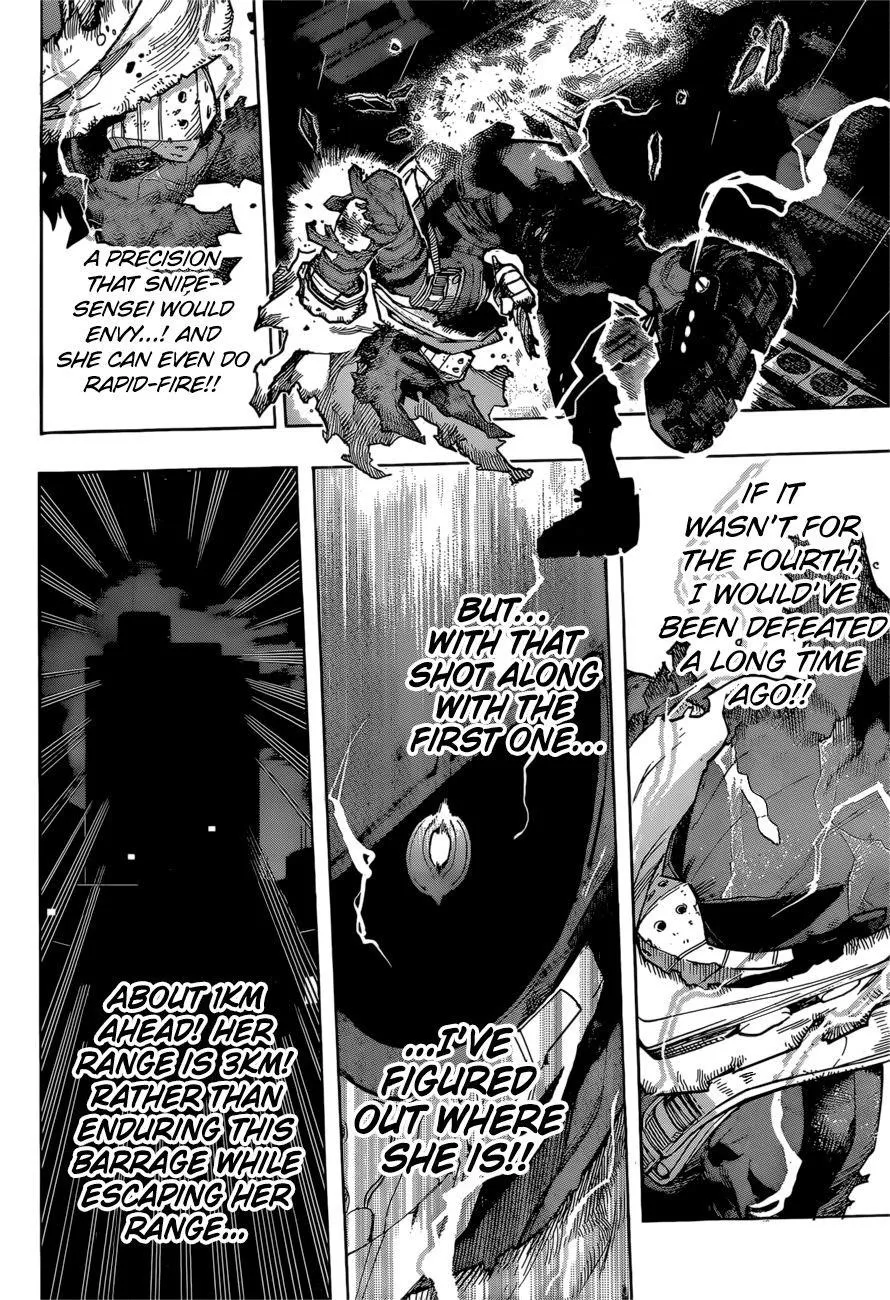 A PRECISION
THAT SNIPE-
SENSEI WOULD
ENVY...! AND
SHE CAN EVEN DO
RAPID-FIRE!!
IF IT
WASN'T FOR
THE FOURTH,
I WOULD'VE
BEEN DEFEATED
A LONG TIME
AGO!!
BUT...
WITH THAT
SHOT ALONG
WITH THE
FIRST ONE...
...I'VE
FIGURED
OUT WHERE
SHE IS!!
ABOUT 1KM
AHEAD! HER
RANGE IS 3KM!
RATHER THAN
ENDURING THIS
BARRAGE WHILE
ESCAPING HER
RANGE...